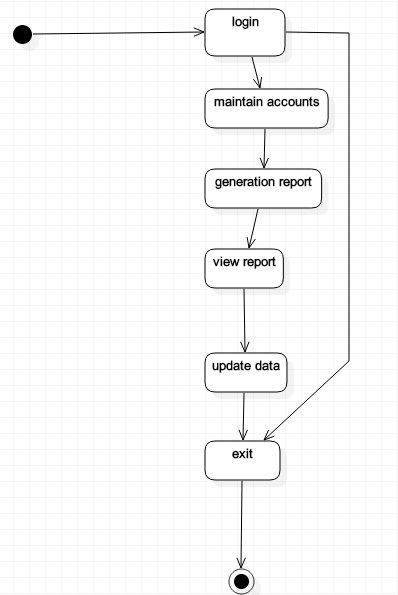 login
maintain accounts
generation report
view report
update data
exit